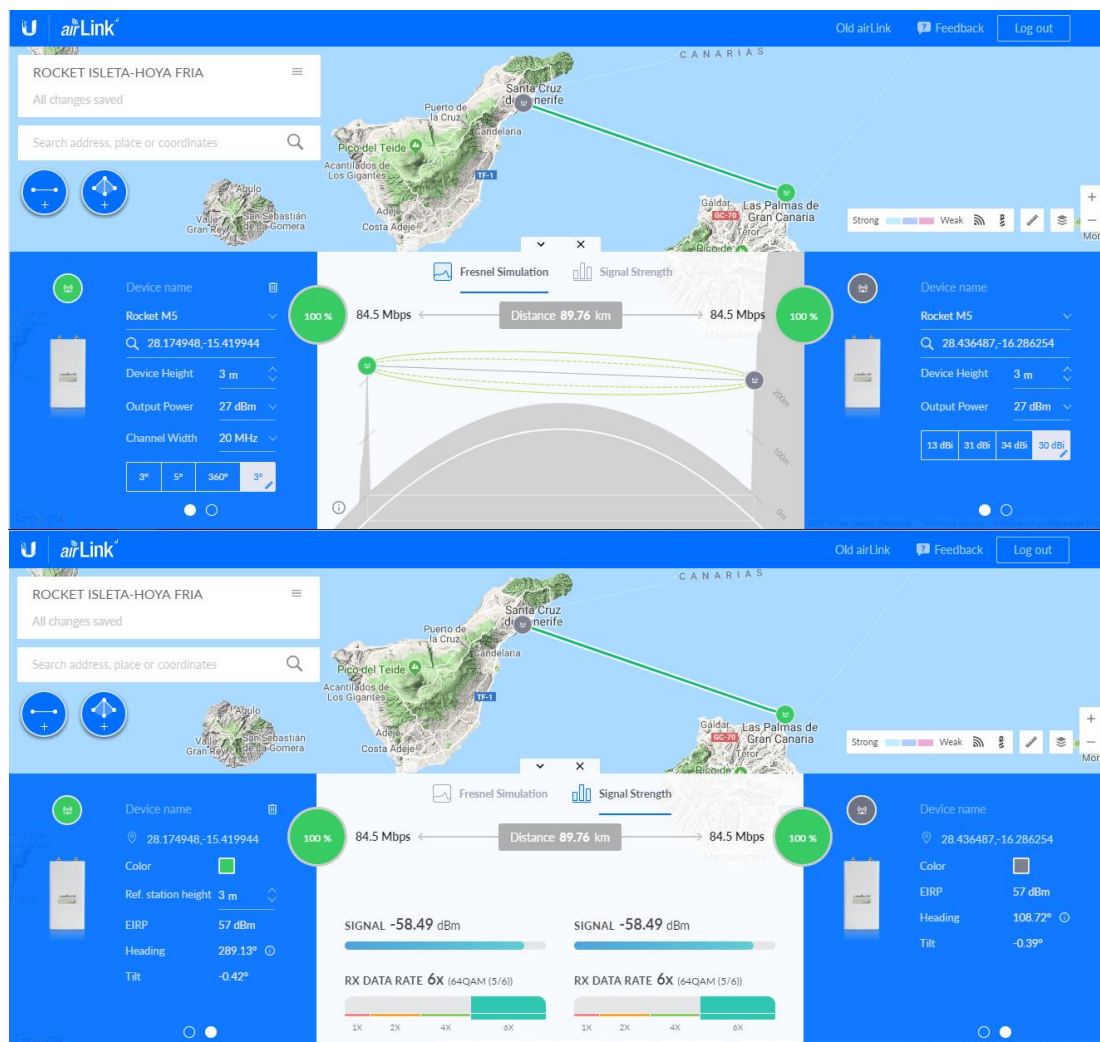 U airLink
Old airLink Feedback Log out
ROCKET ISLETA-HOYA FRIA
All changes saved
Search address, place or coordinates
CANARIAS
Santa Cruz
de Tenerife
Puerto de
la Cruz
Candelaria
Pico del Teide
Acantilados de
Los Gigantes
TF-1
Adeje
Costa Adeje
Agulo
Valle
Gran Rey
San Sebastián
de la Gomera
Gáldar
Las Palmas de
Gran Canaria
GC-70
Teror
Strong Weak
+
−
Fresnel Simulation Signal Strength
100 % 84.5 Mbps Distance 89.76 km 84.5 Mbps 100 %
Device name
Rocket M5
28.174948,-15.419944
Device Height 3 m
Output Power 27 dBm
Channel Width 20 MHz
3° 5° 360° 3°
200m
100m
0m
Device name
Rocket M5
28.436487,-16.286254
Device Height 3 m
Output Power 27 dBm
13 dBi 31 dBi 34 dBi 30 dBi
Google
U airLink
Old airLink Feedback Log out
ROCKET ISLETA-HOYA FRIA
All changes saved
Search address, place or coordinates
CANARIAS
Santa Cruz
de Tenerife
Puerto de
la Cruz
Candelaria
Pico del Teide
Acantilados de
Los Gigantes
TF-1
Adeje
Costa Adeje
Agulo
Valle
Gran Rey
San Sebastián
de la Gomera
Gáldar
Las Palmas de
Gran Canaria
GC-70
Teror
Strong Weak
+
−
Fresnel Simulation Signal Strength
100 % 84.5 Mbps Distance 89.76 km 84.5 Mbps 100 %
Device name
28.174948,-15.419944
Color
Ref. station height 3 m
EIRP 57 dBm
Heading 289.13°
Tilt -0.42°
SIGNAL -58.49 dBm SIGNAL -58.49 dBm
RX DATA RATE 6X (64QAM (5/6)) RX DATA RATE 6X (64QAM (5/6))
1X 2X 4X 6X 1X 2X 4X 6X
Device name
28.436487,-16.286254
Color
EIRP 57 dBm
Heading 108.72°
Tilt -0.39°